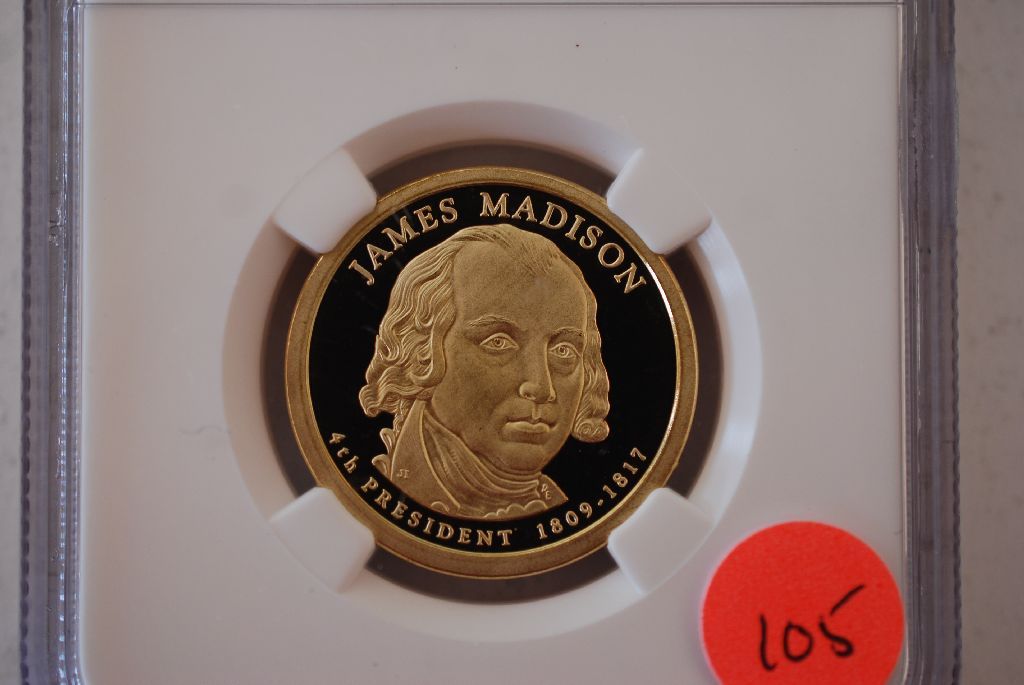 JAMES MADISON
4th PRESIDENT 1809-1817
105